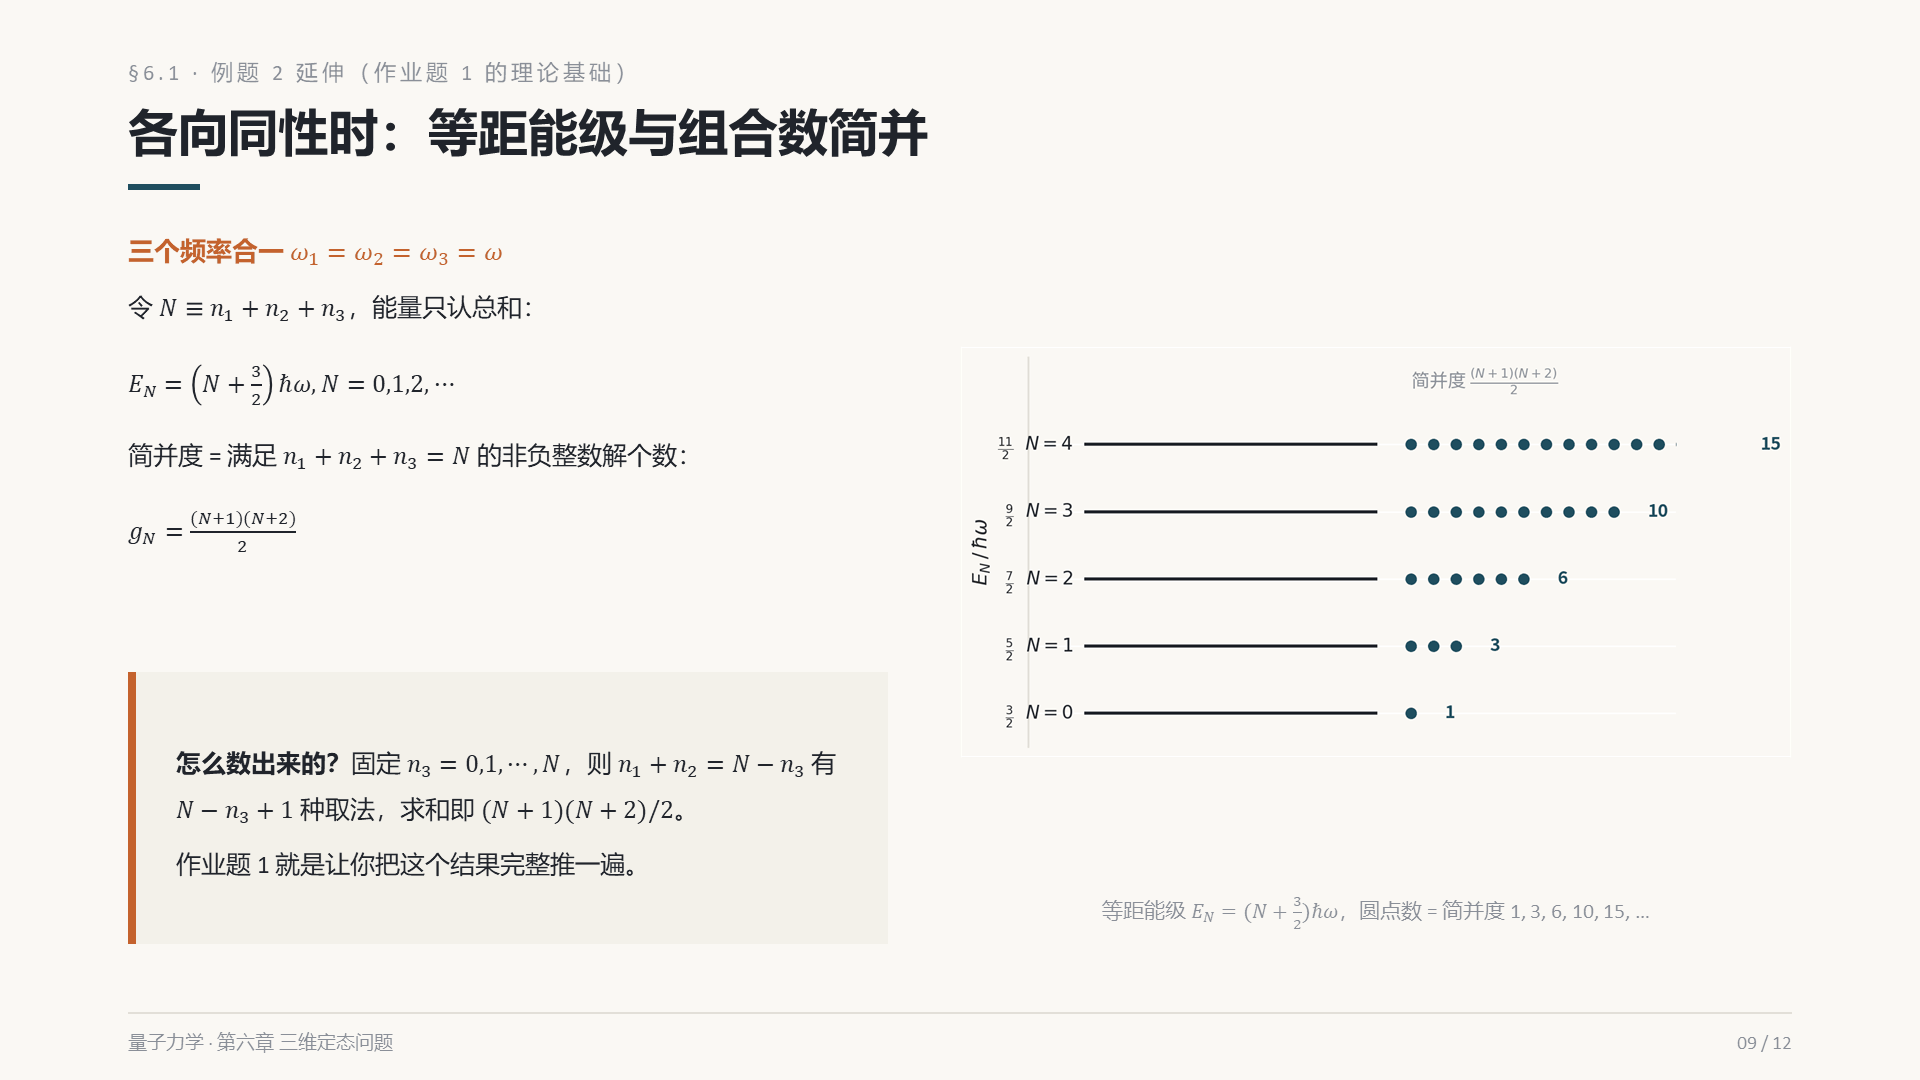 §6.1 · 例题 2 延伸（作业题 1 的理论基础）
各向同性时：等距能级与组合数简并
三个频率合一 ω₁ = ω₂ = ω₃ = ω
令 N ≡ n₁ + n₂ + n₃，能量只认总和：
E_N = (N + 3/2) ℏω, N = 0,1,2, ⋯
简并度 = 满足 n₁ + n₂ + n₃ = N 的非负整数解个数：
g_N = (N+1)(N+2)/2
怎么数出来的？固定 n₃ = 0,1, ⋯ , N，则 n₁ + n₂ = N − n₃ 有
N − n₃ + 1 种取法，求和即 (N + 1)(N + 2)/2。
作业题 1 就是让你把这个结果完整推一遍。
简并度 (N+1)(N+2)/2
11/2 N = 4 15
9/2 N = 3 10
7/2 N = 2 6
5/2 N = 1 3
3/2 N = 0 1
E_N / ℏω
等距能级 E_N = (N + 3/2)ℏω，圆点数 = 简并度 1, 3, 6, 10, 15, …
量子力学 · 第六章 三维定态问题
09 / 12